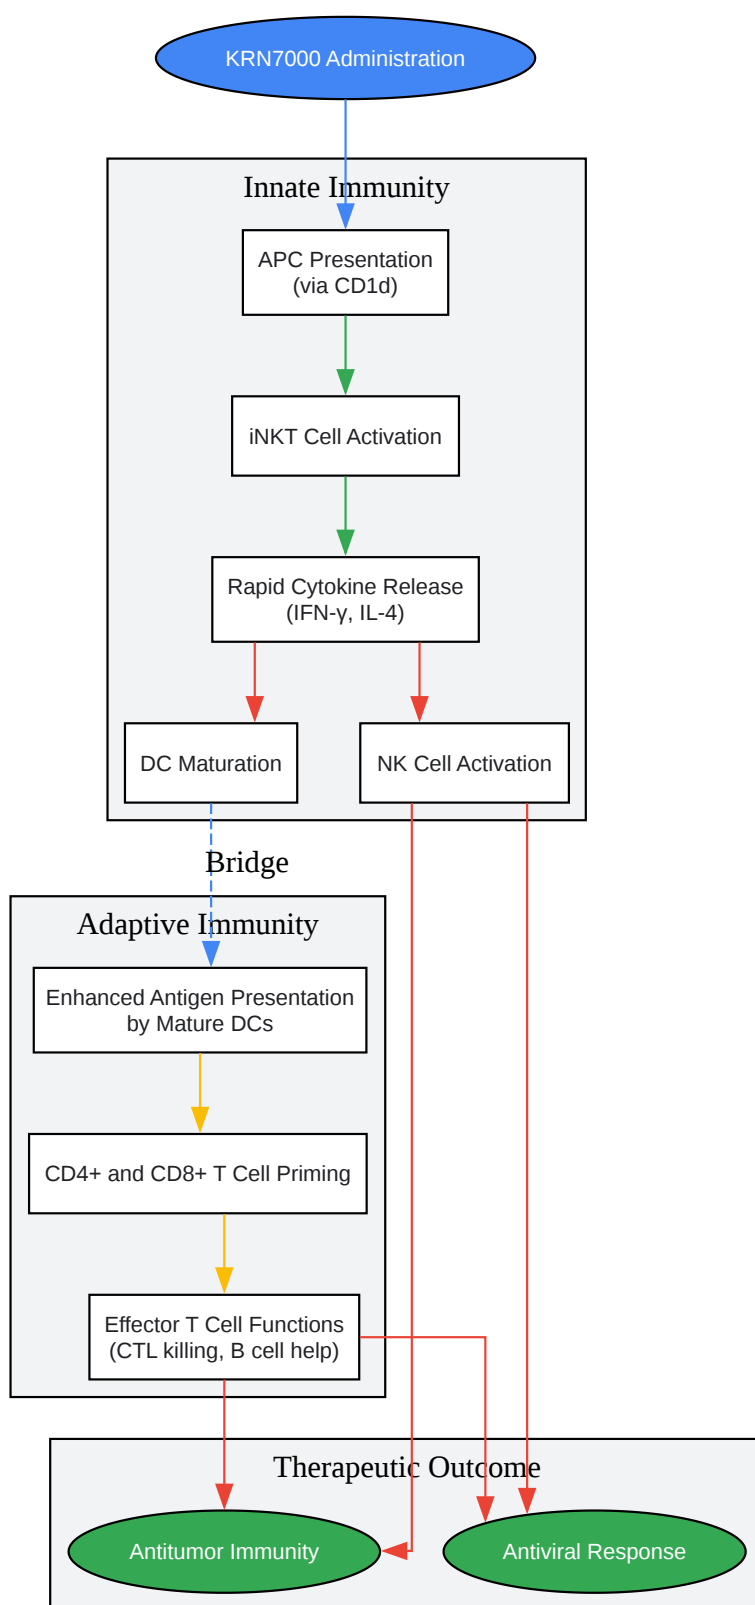 KRN7000 Administration
Innate Immunity
APC Presentation
(via CD1d)
iNKT Cell Activation
Rapid Cytokine Release
(IFN-γ, IL-4)
DC Maturation
NK Cell Activation
Bridge
Adaptive Immunity
Enhanced Antigen Presentation
by Mature DCs
CD4+ and CD8+ T Cell Priming
Effector T Cell Functions
(CTL killing, B cell help)
Therapeutic Outcome
Antitumor Immunity
Antiviral Response